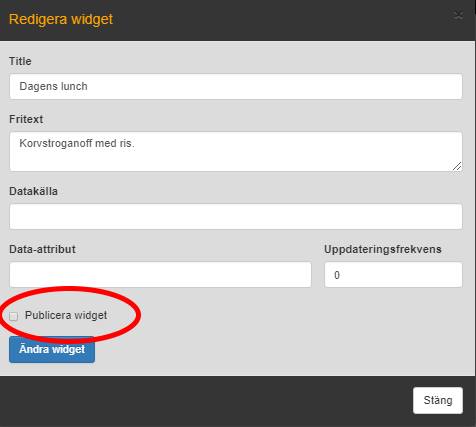 Redigera widget
Title
Dagens lunch
Fritext
Korvstroganoff med ris.
Datakälla
Data-attribut Uppdateringsfrekvens
0
Publicera widget
Ändra widget
Stäng